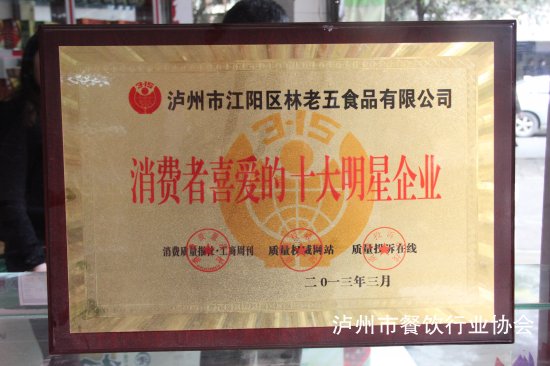 泸州市江阳区林老五食品有限公司
3·15
消费者喜爱的十大明星企业
消费质量报社·工商周刊 质量权威网站 质量投诉在线
二〇一三年三月
泸州市餐饮行业协会